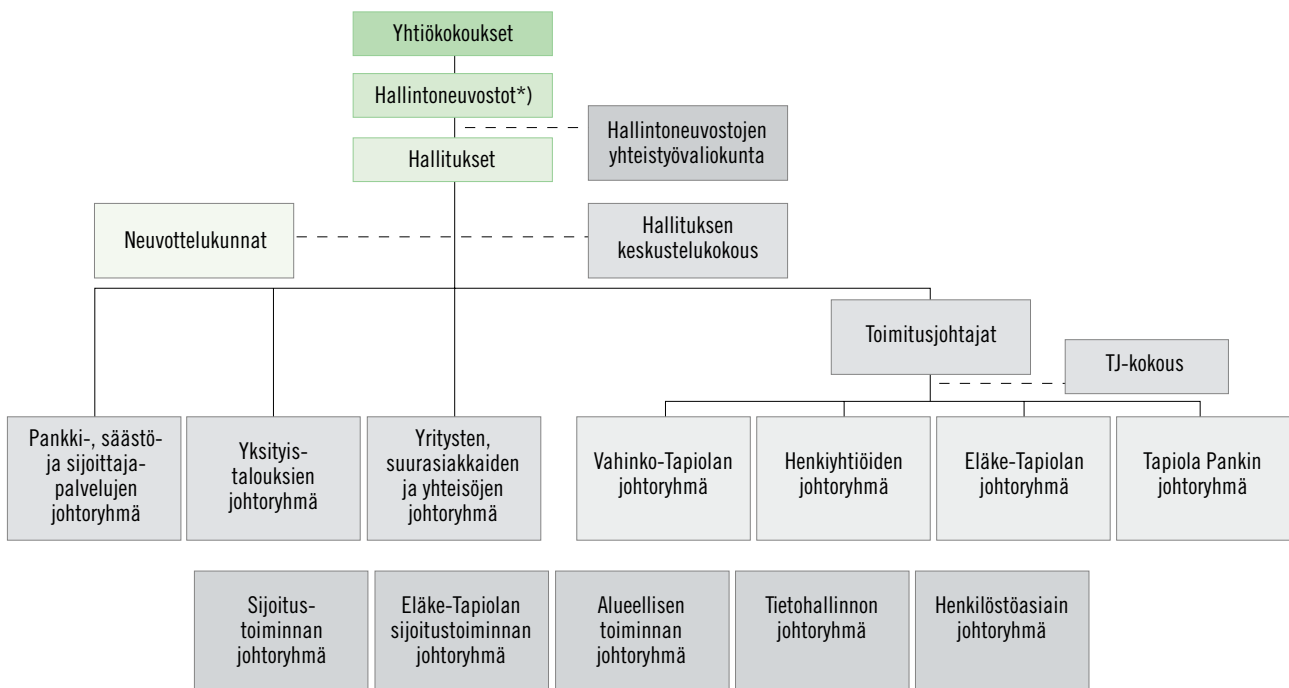 Yhtiökokoukset
Hallintoneuvostot*)
Hallintoneuvostojen
yhteistyövaliokunta
Hallitukset
Neuvottelukunnat
Hallituksen
keskustelukokous
Toimitusjohtajat
TJ-kokous
Pankki-, säästö-
ja sijoittaja-
palvelujen
johtoryhmä
Yksityis-
talouksien
johtoryhmä
Yritysten,
suurasiakkaiden
ja yhteisöjen
johtoryhmä
Vahinko-Tapiolan
johtoryhmä
Henkiyhtiöiden
johtoryhmä
Eläke-Tapiolan
johtoryhmä
Tapiola Pankin
johtoryhmä
Sijoitus-
toiminnan
johtoryhmä
Eläke-Tapiolan
sijoitustoiminnan
johtoryhmä
Alueellisen
toiminnan
johtoryhmä
Tietohallinnon
johtoryhmä
Henkilöstöasiain
johtoryhmä